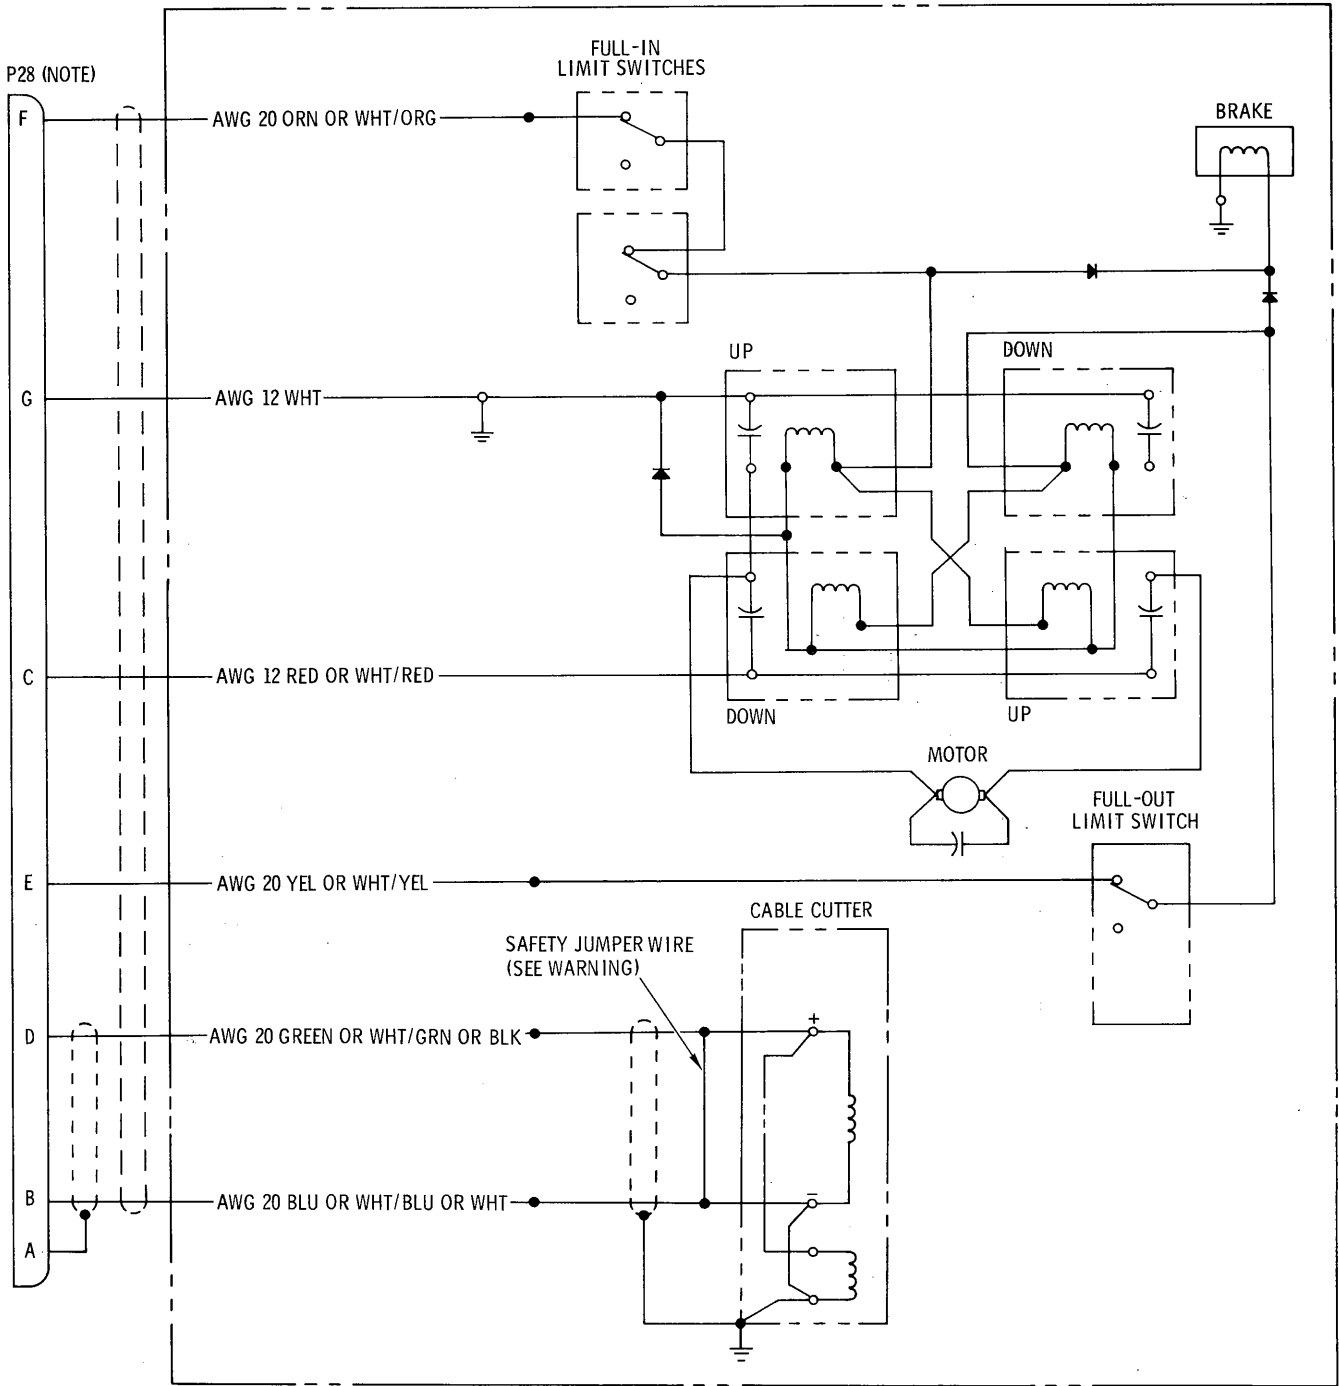 FULL-IN
LIMIT SWITCHES
P28 (NOTE)
F
AWG 20 ORN OR WHT/ORG
BRAKE
UP
DOWN
G
AWG 12 WHT
C
AWG 12 RED OR WHT/RED
DOWN
UP
MOTOR
FULL-OUT
LIMIT SWITCH
E
AWG 20 YEL OR WHT/YEL
CABLE CUTTER
SAFETY JUMPER WIRE
(SEE WARNING)
D
AWG 20 GREEN OR WHT/GRN OR BLK
+
B
AWG 20 BLU OR WHT/BLU OR WHT
−
A